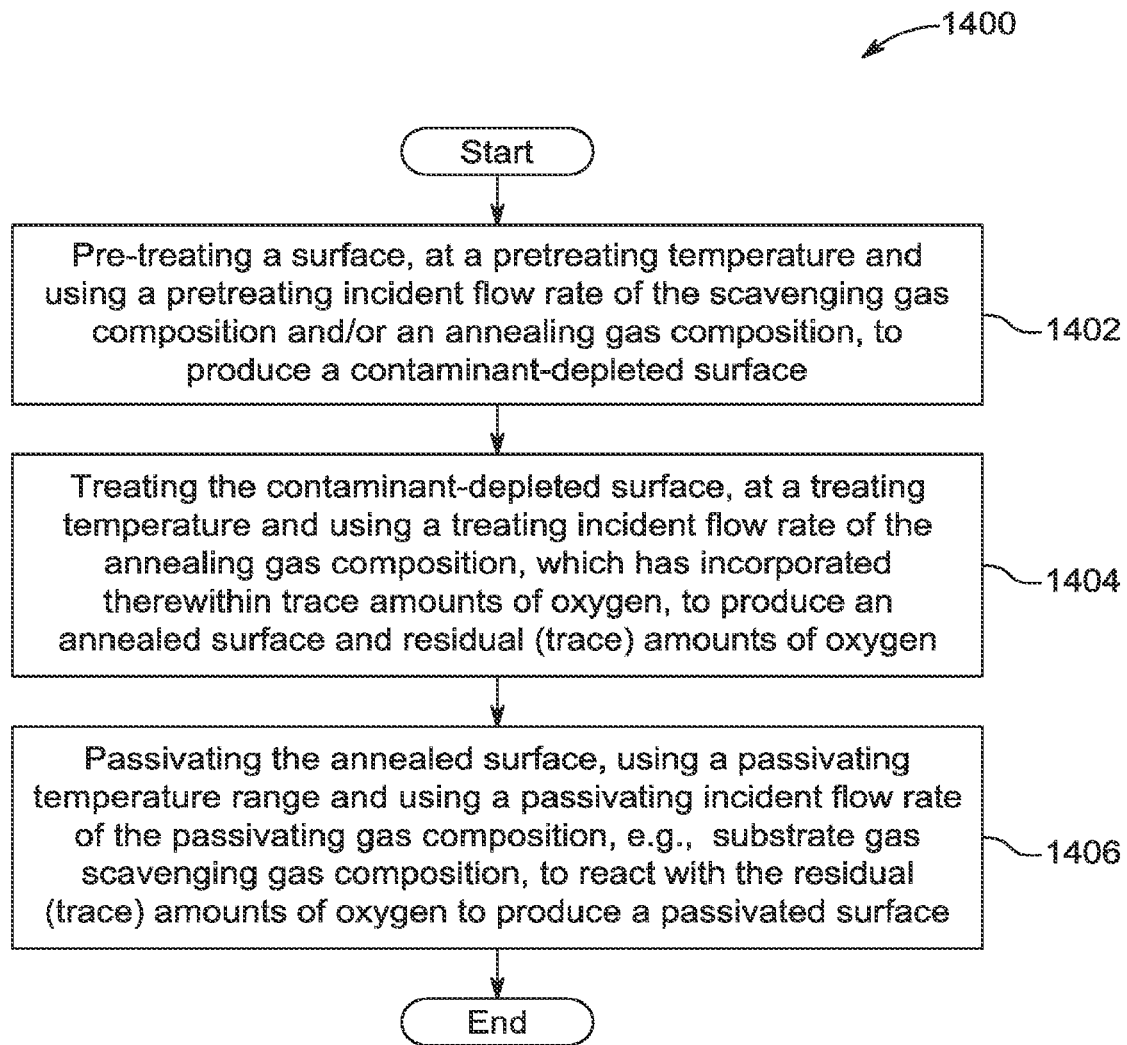 1400
Start
Pre-treating a surface, at a pretreating temperature and
using a pretreating incident flow rate of the scavenging gas
composition and/or an annealing gas composition, to
produce a contaminant-depleted surface
1402
Treating the contaminant-depleted surface, at a treating
temperature and using a treating incident flow rate of the
annealing gas composition, which has incorporated
therewithin trace amounts of oxygen, to produce an
annealed surface and residual (trace) amounts of oxygen
1404
Passivating the annealed surface, using a passivating
temperature range and using a passivating incident flow rate
of the passivating gas composition, e.g., substrate gas
scavenging gas composition, to react with the residual
(trace) amounts of oxygen to produce a passivated surface
1406
End